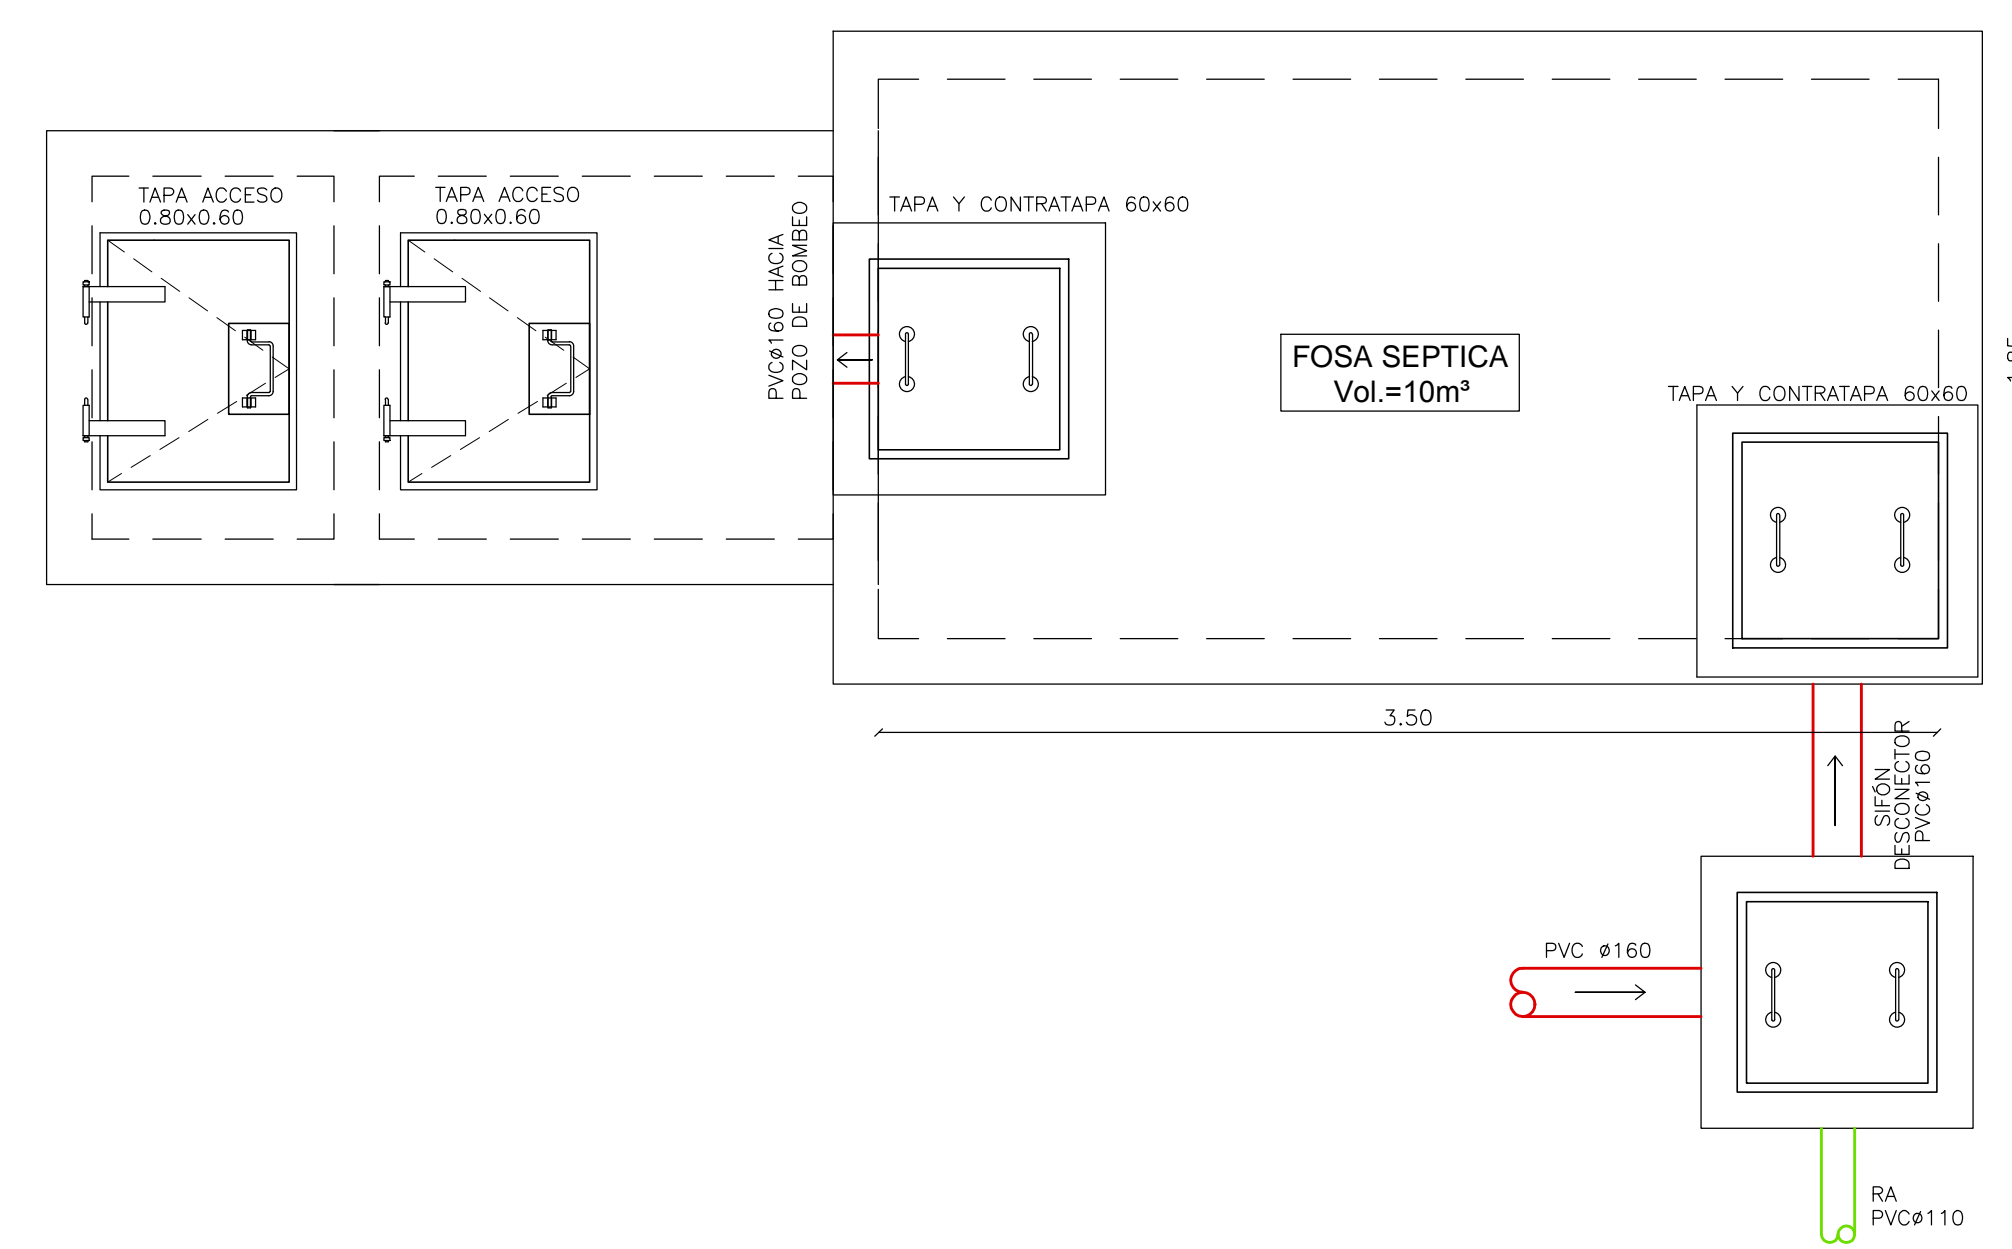 TAPA ACCESO
0.80x0.60
TAPA ACCESO
0.80x0.60
PVCø160 HACIA
POZO DE BOMBEO
TAPA Y CONTRATAPA 60x60
FOSA SEPTICA
Vol.=10m³
TAPA Y CONTRATAPA 60x60
3.50
SIFÓN
DESCONECTOR
PVCø160
PVC ø160
RA
PVCø110